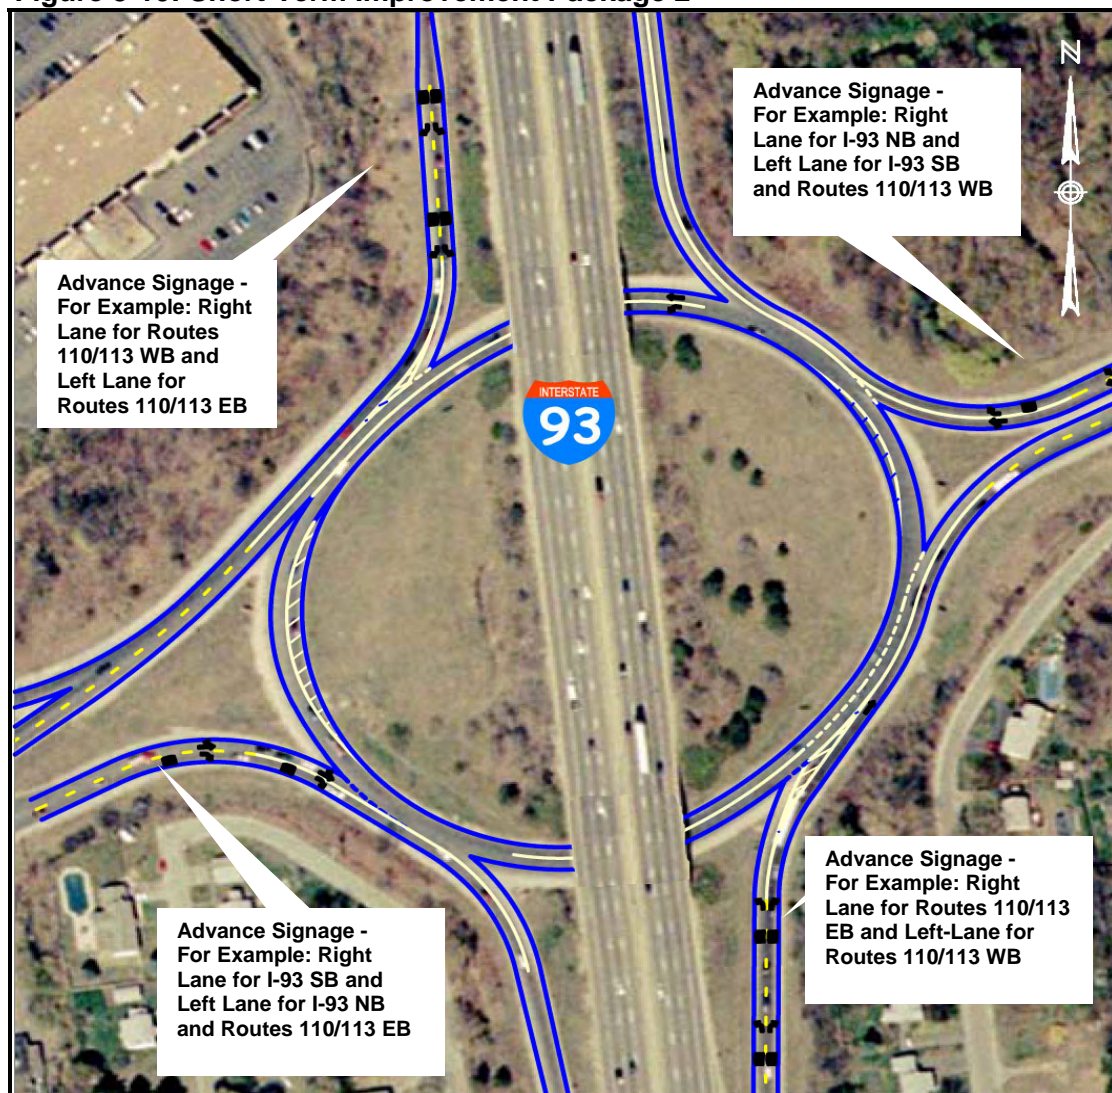 Advance Signage -
For Example: Right
Lane for I-93 NB and
Left Lane for I-93 SB
and Routes 110/113 WB
N
Advance Signage -
For Example: Right
Lane for Routes
110/113 WB and
Left Lane for
Routes 110/113 EB
INTERSTATE
93
Advance Signage -
For Example: Right
Lane for Routes 110/113
EB and Left-Lane for
Routes 110/113 WB
Advance Signage -
For Example: Right
Lane for I-93 SB and
Left Lane for I-93 NB
and Routes 110/113 EB